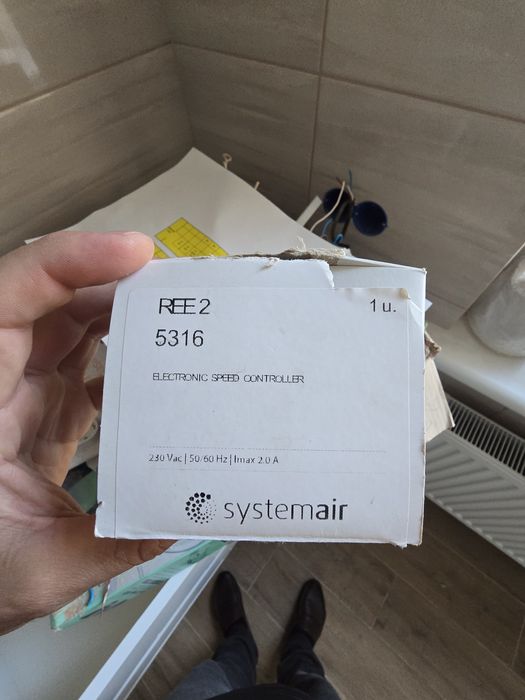 REE 2
1 u.
5316
ELECTRONIC SPEED CONTROLLER
230 Vac | 50/60 Hz | Imax 2.0 A
systemair